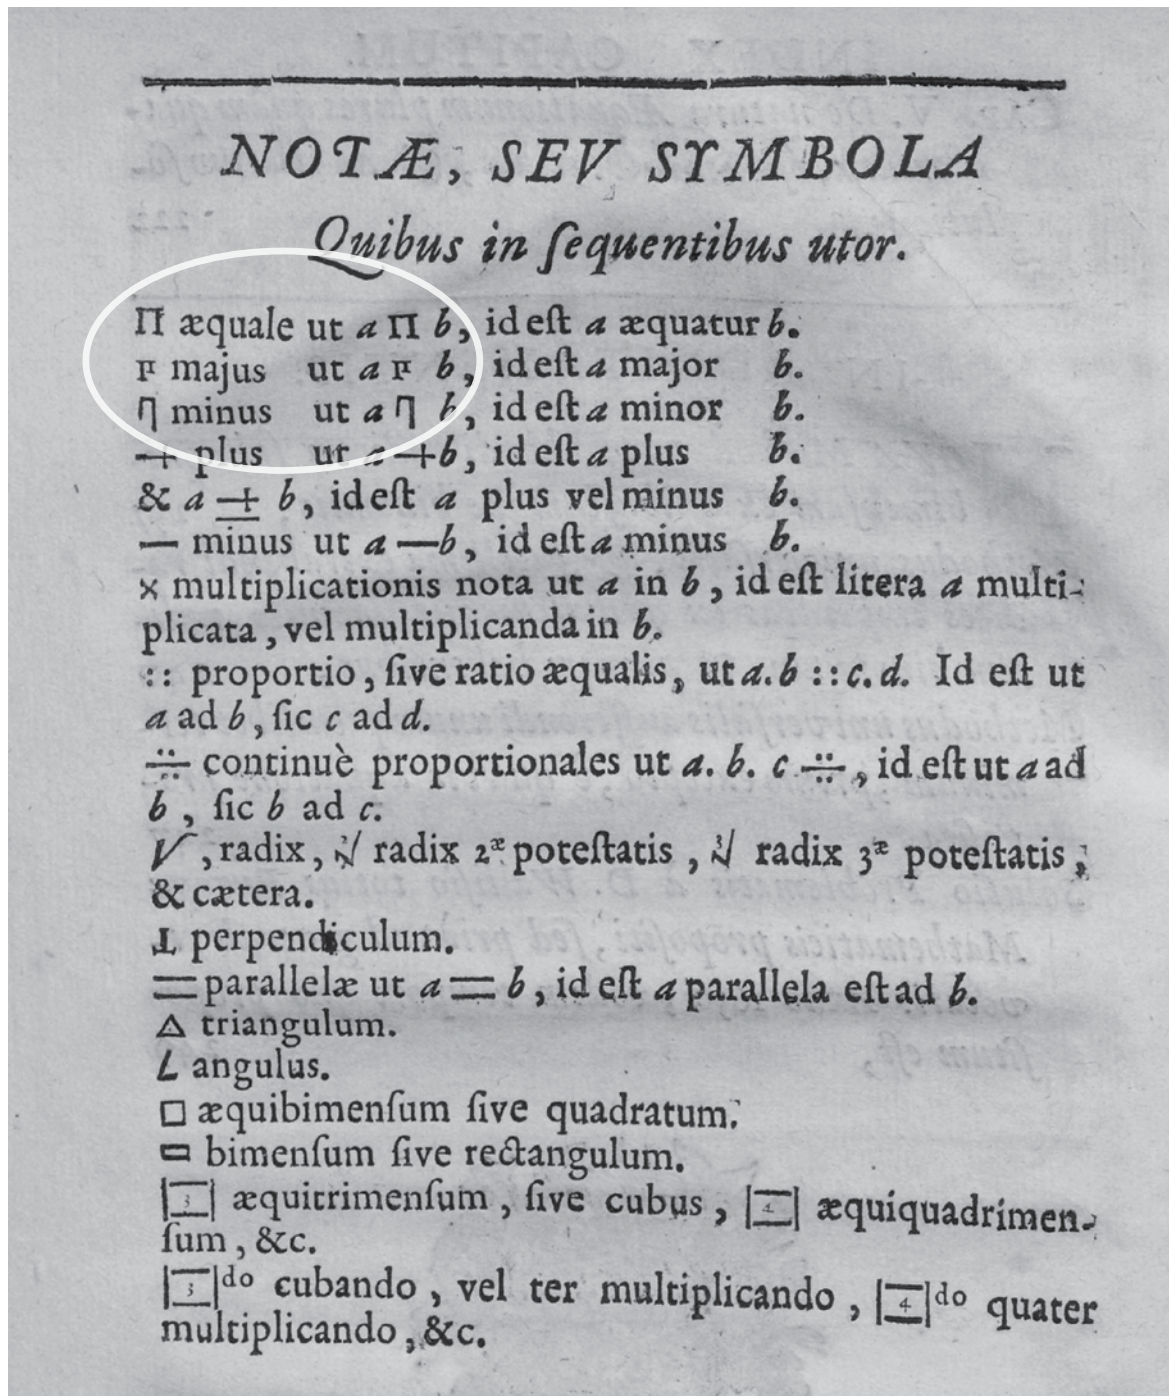 NOTÆ, SEV SYMBOLA
Quibus in ſequentibus utor.
Π æquale ut a Π b, id eſt a æquatur b.
majus ut a b, id eſt a major b.
minus ut a b, id eſt a minor b.
+ plus ut a + b, id eſt a plus b.
& a ± b, id eſt a plus vel minus b.
— minus ut a — b, id eſt a minus b.
× multiplicationis nota ut a in b, id eſt litera a multi-
plicata, vel multiplicanda in b.
:: proportio, ſive ratio æqualis, ut a. b :: c. d. Id eſt ut
a ad b, ſic c ad d.
∺ continuè proportionales ut a. b. c ∺, id eſt ut a ad
b, ſic b ad c.
√, radix, ²√ radix 2æ poteſtatis, ³√ radix 3æ poteſtatis,
& cætera.
⊥ perpendiculum.
= parallelæ ut a = b, id eſt a parallela eſt ad b.
△ triangulum.
∠ angulus.
□ æquibimenſum ſive quadratum.
▭ bimenſum ſive rectangulum.
|3| æquitrimenſum, ſive cubus, |4| æquiquadrimen-
ſum, &c.
|3|do cubando, vel ter multiplicando, |4|do quater
multiplicando, &c.